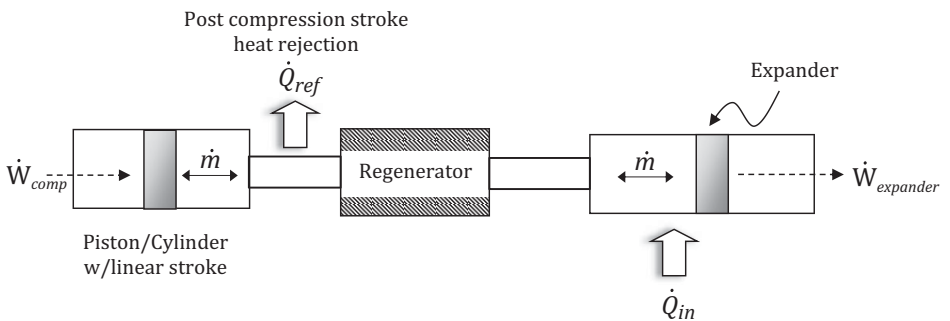 Post compression stroke
heat rejection
Q̇ref
Expander
Ẇcomp
ṁ
Regenerator
ṁ
Ẇexpander
Piston/Cylinder
w/linear stroke
Q̇in